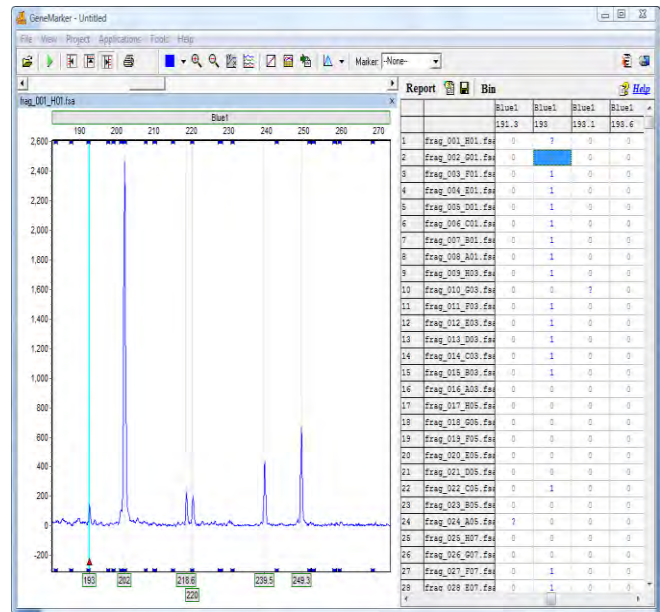 GeneMarker - Untitled
File View Project Applications Tools Help
Marker: -None-
Report Bin Help
frag_001_H01.fsa x
Blue1
190 200 210 220 230 240 250 260 270
2,600
2,400
2,200
2,000
1,800
1,600
1,400
1,200
1,000
800
600
400
200
0
-200
193 202 218.6 239.5 249.3
220
Blue1 Blue1 Blue1 Blue1
191.3 193 193.1 193.6
1 frag_001_H01.fsa 0 ? 0 0
2 frag_002_G01.fsa 0 0 0
3 frag_003_F01.fsa 0 1 0 0
4 frag_004_E01.fsa 0 1 0 0
5 frag_005_D01.fsa 0 1 0 0
6 frag_006_C01.fsa 0 1 0 0
7 frag_007_B01.fsa 0 1 0 0
8 frag_008_A01.fsa 0 1 0 0
9 frag_009_H03.fsa 0 1 0 0
10 frag_010_G03.fsa 0 0 ? 0
11 frag_011_F03.fsa 0 1 0 0
12 frag_012_E03.fsa 0 1 0 0
13 frag_013_D03.fsa 0 1 0 0
14 frag_014_C03.fsa 0 1 0 0
15 frag_015_B03.fsa 0 1 0 0
16 frag_016_A03.fsa 0 0 0 0
17 frag_017_H05.fsa 0 0 0 0
18 frag_018_G05.fsa 0 0 0 0
19 frag_019_F05.fsa 0 0 0 0
20 frag_020_E05.fsa 0 0 0 0
21 frag_021_D05.fsa 0 0 0 0
22 frag_022_C05.fsa 0 1 0 0
23 frag_023_B05.fsa 0 0 0 0
24 frag_024_A05.fsa ? 0 0 0
25 frag_025_H07.fsa 0 0 0 0
26 frag_026_G07.fsa 0 0 0 0
27 frag_027_F07.fsa 0 1 0 0
28 frag_028_E07.fsa 0 1 0 0